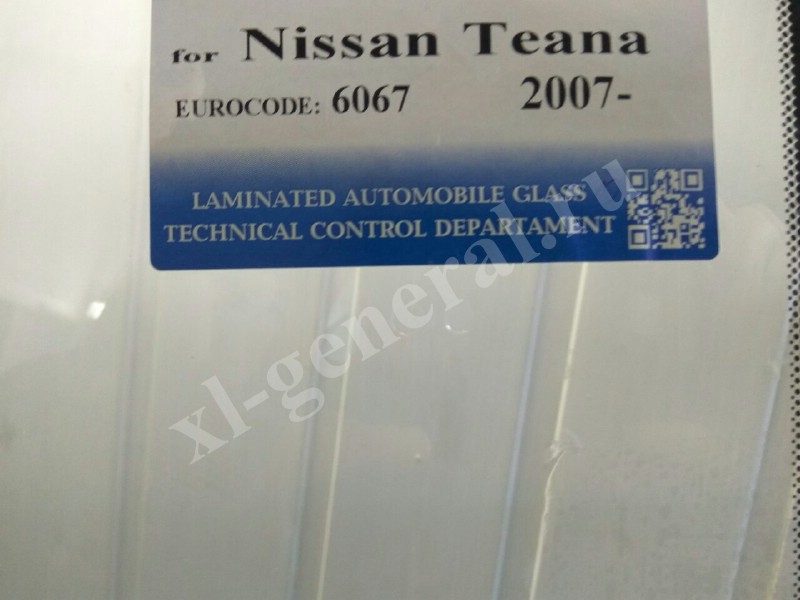 for Nissan Teana
EUROCODE: 6067 2007-
LAMINATED AUTOMOBILE GLASS
TECHNICAL CONTROL DEPARTAMENT
xl-general.ru